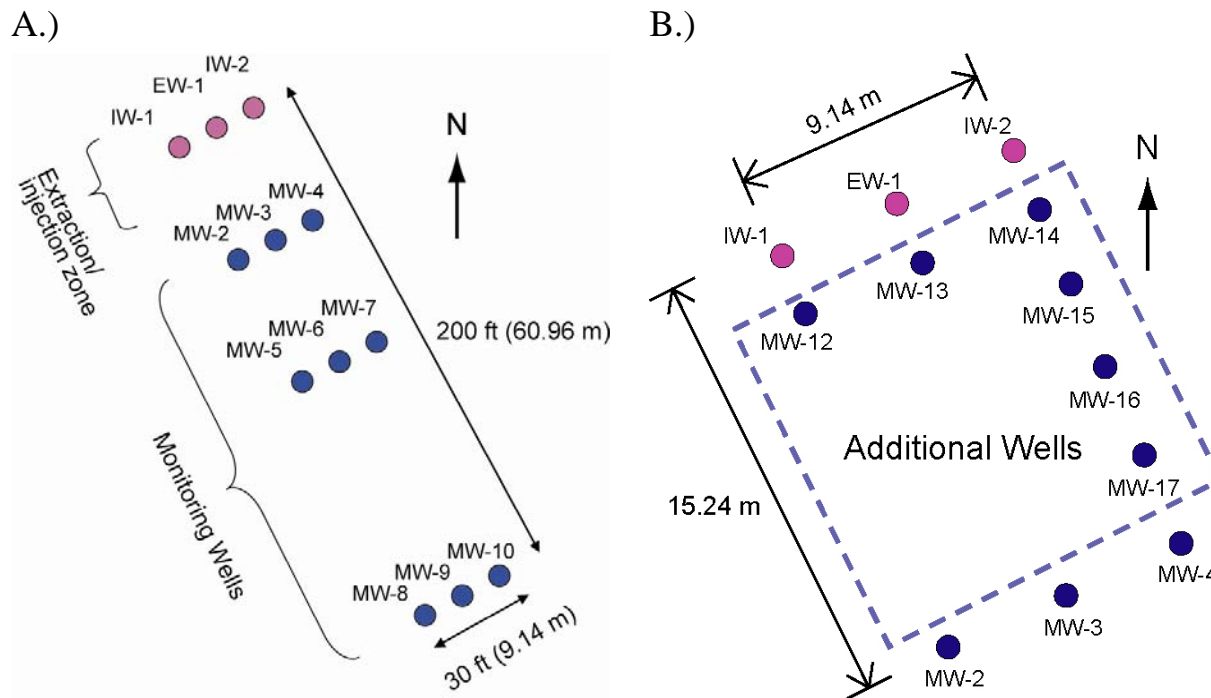 A.)
IW-2
EW-1
IW-1
N
Extraction/
injection zone
MW-4
MW-3
MW-2
MW-7
MW-6
MW-5
200 ft (60.96 m)
Monitoring Wells
MW-10
MW-9
MW-8
30 ft (9.14 m)
B.)
9.14 m
IW-2
N
EW-1
IW-1
MW-14
MW-13
MW-15
MW-12
MW-16
Additional Wells
MW-17
15.24 m
MW-4
MW-3
MW-2